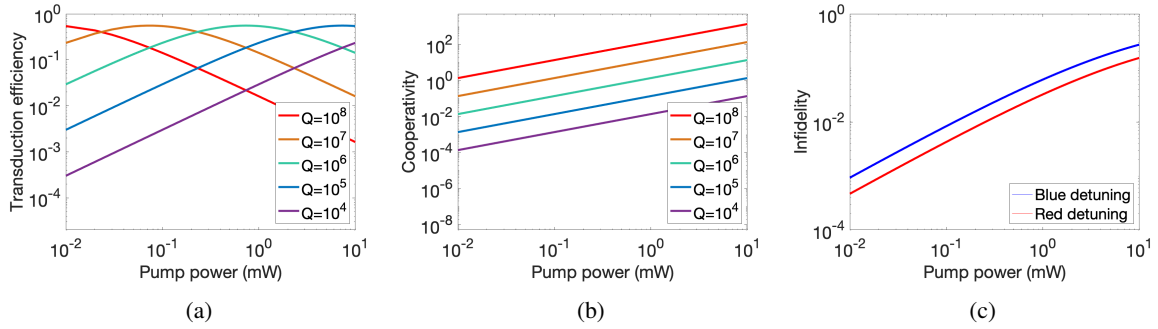 Transduction efficiency
10^0
10^-1
10^-2
10^-3
10^-4
Q=10^8
Q=10^7
Q=10^6
Q=10^5
Q=10^4
10^-2 10^-1 10^0 10^1
Pump power (mW)
(a)
Cooperativity
10^2
10^0
10^-2
10^-4
10^-6
10^-8
Q=10^8
Q=10^7
Q=10^6
Q=10^5
Q=10^4
10^-2 10^-1 10^0 10^1
Pump power (mW)
(b)
Infidelity
10^0
10^-2
10^-4
Blue detuning
Red detuning
10^-2 10^-1 10^0 10^1
Pump power (mW)
(c)